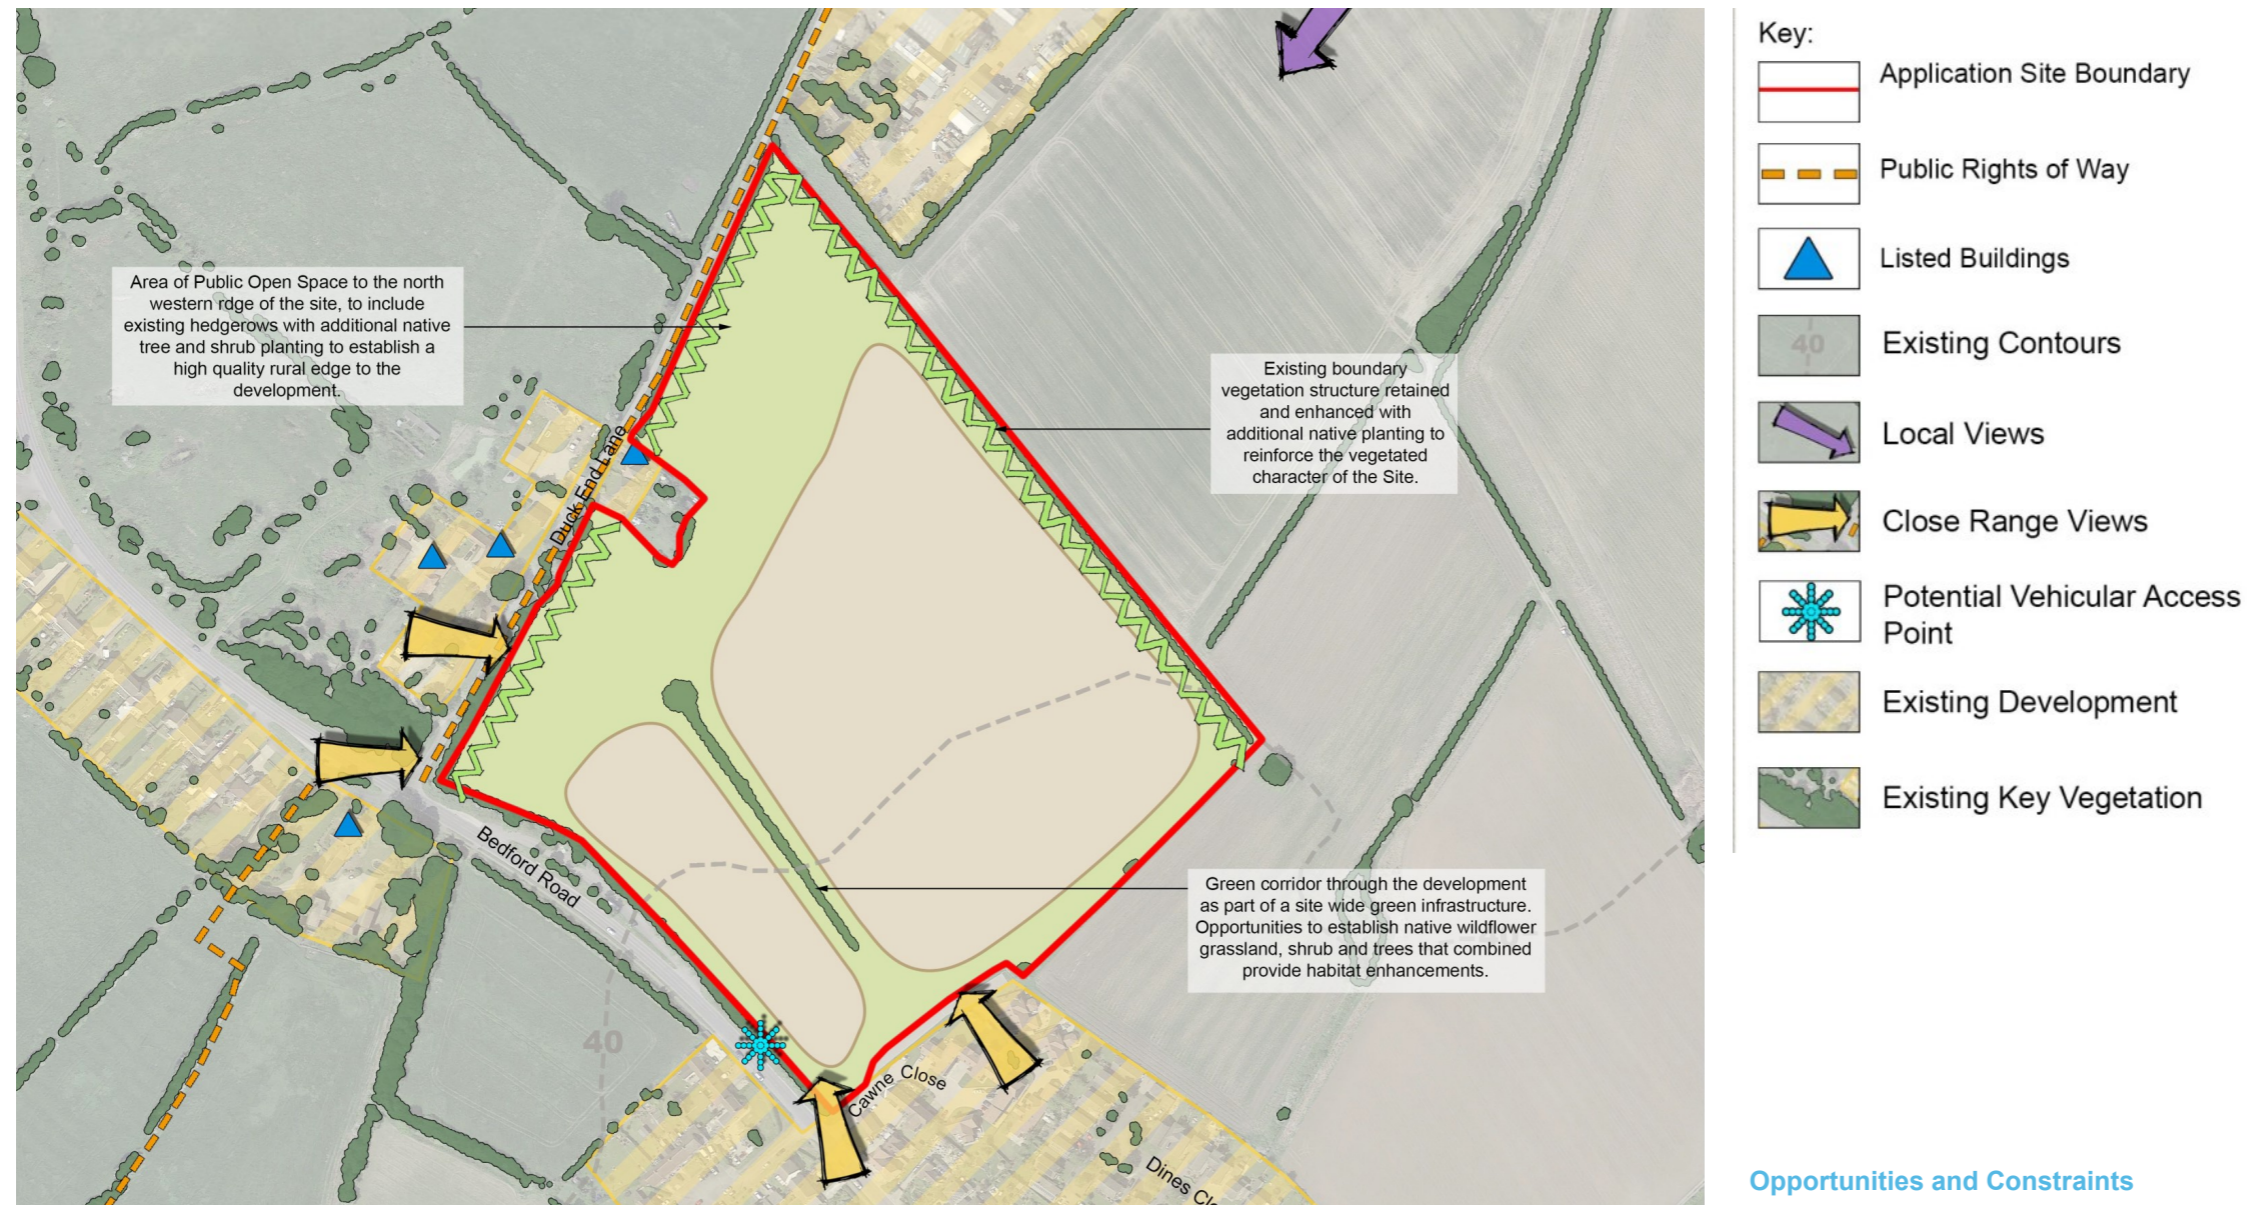 Area of Public Open Space to the north
western rdge of the site, to include
existing hedgerows with additional native
tree and shrub planting to establish a
high quality rural edge to the
development.
Duck End Lane
Existing boundary
vegetation structure retained
and enhanced with
additional native planting to
reinforce the vegetated
character of the Site.
Bedford Road
Green corridor through the development
as part of a site wide green infrastructure.
Opportunities to establish native wildflower
grassland, shrub and trees that combined
provide habitat enhancements.
40
Cawne Close
Dines Clo
Key:
Application Site Boundary
Public Rights of Way
Listed Buildings
40
Existing Contours
Local Views
Close Range Views
Potential Vehicular Access
Point
Existing Development
Existing Key Vegetation
Opportunities and Constraints